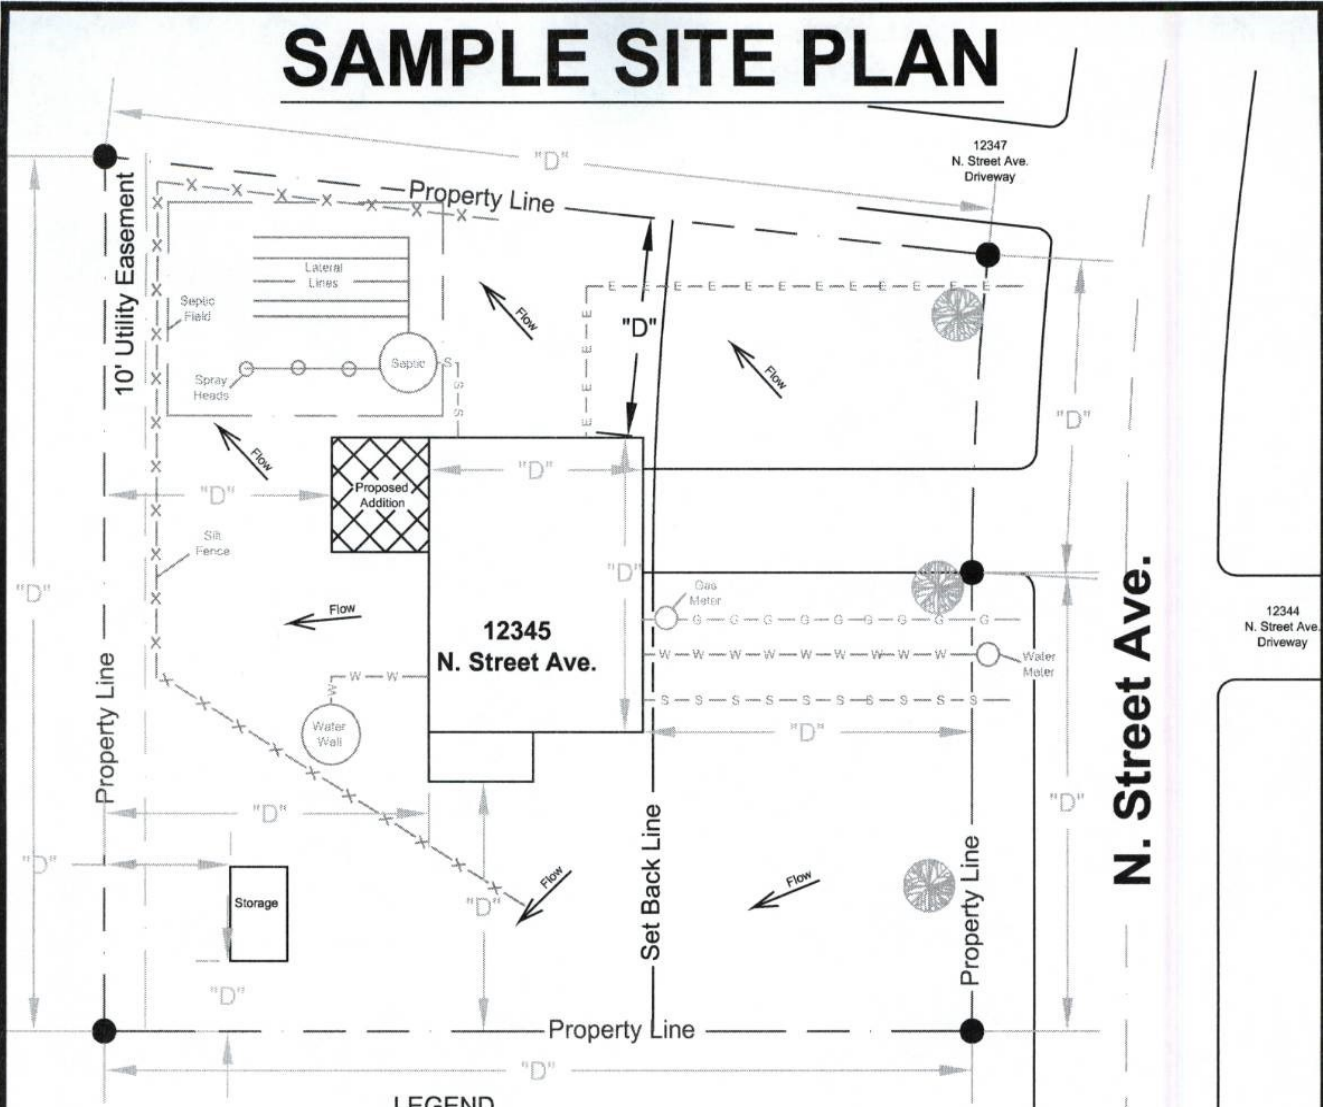 SAMPLE SITE PLAN
12347
N. Street Ave.
Driveway
"D"
Property Line
10' Utility Easement
Lateral
Lines
Septic
Field
Flow
E E E E E E E E E E E E
"D"
Spray
Heads
Septic
S
S
S
E
E
E
E
Flow
Flow
"D"
"D"
Proposed
Addition
"D"
Silt
Fence
"D"
"D"
Gas
Meter
G G G G G G G G G
12344
N. Street Ave.
Driveway
Flow
12345
N. Street Ave.
W W W W W W W W W
Water
Meter
W W W
S S S S S S S S S S
Water
Wall
"D"
Property Line
"D"
"D"
N. Street Ave.
"D"
Storage
"D"
Flow
Flow
Set Back Line
Property Line
"D"
Property Line
"D"
LEGEND